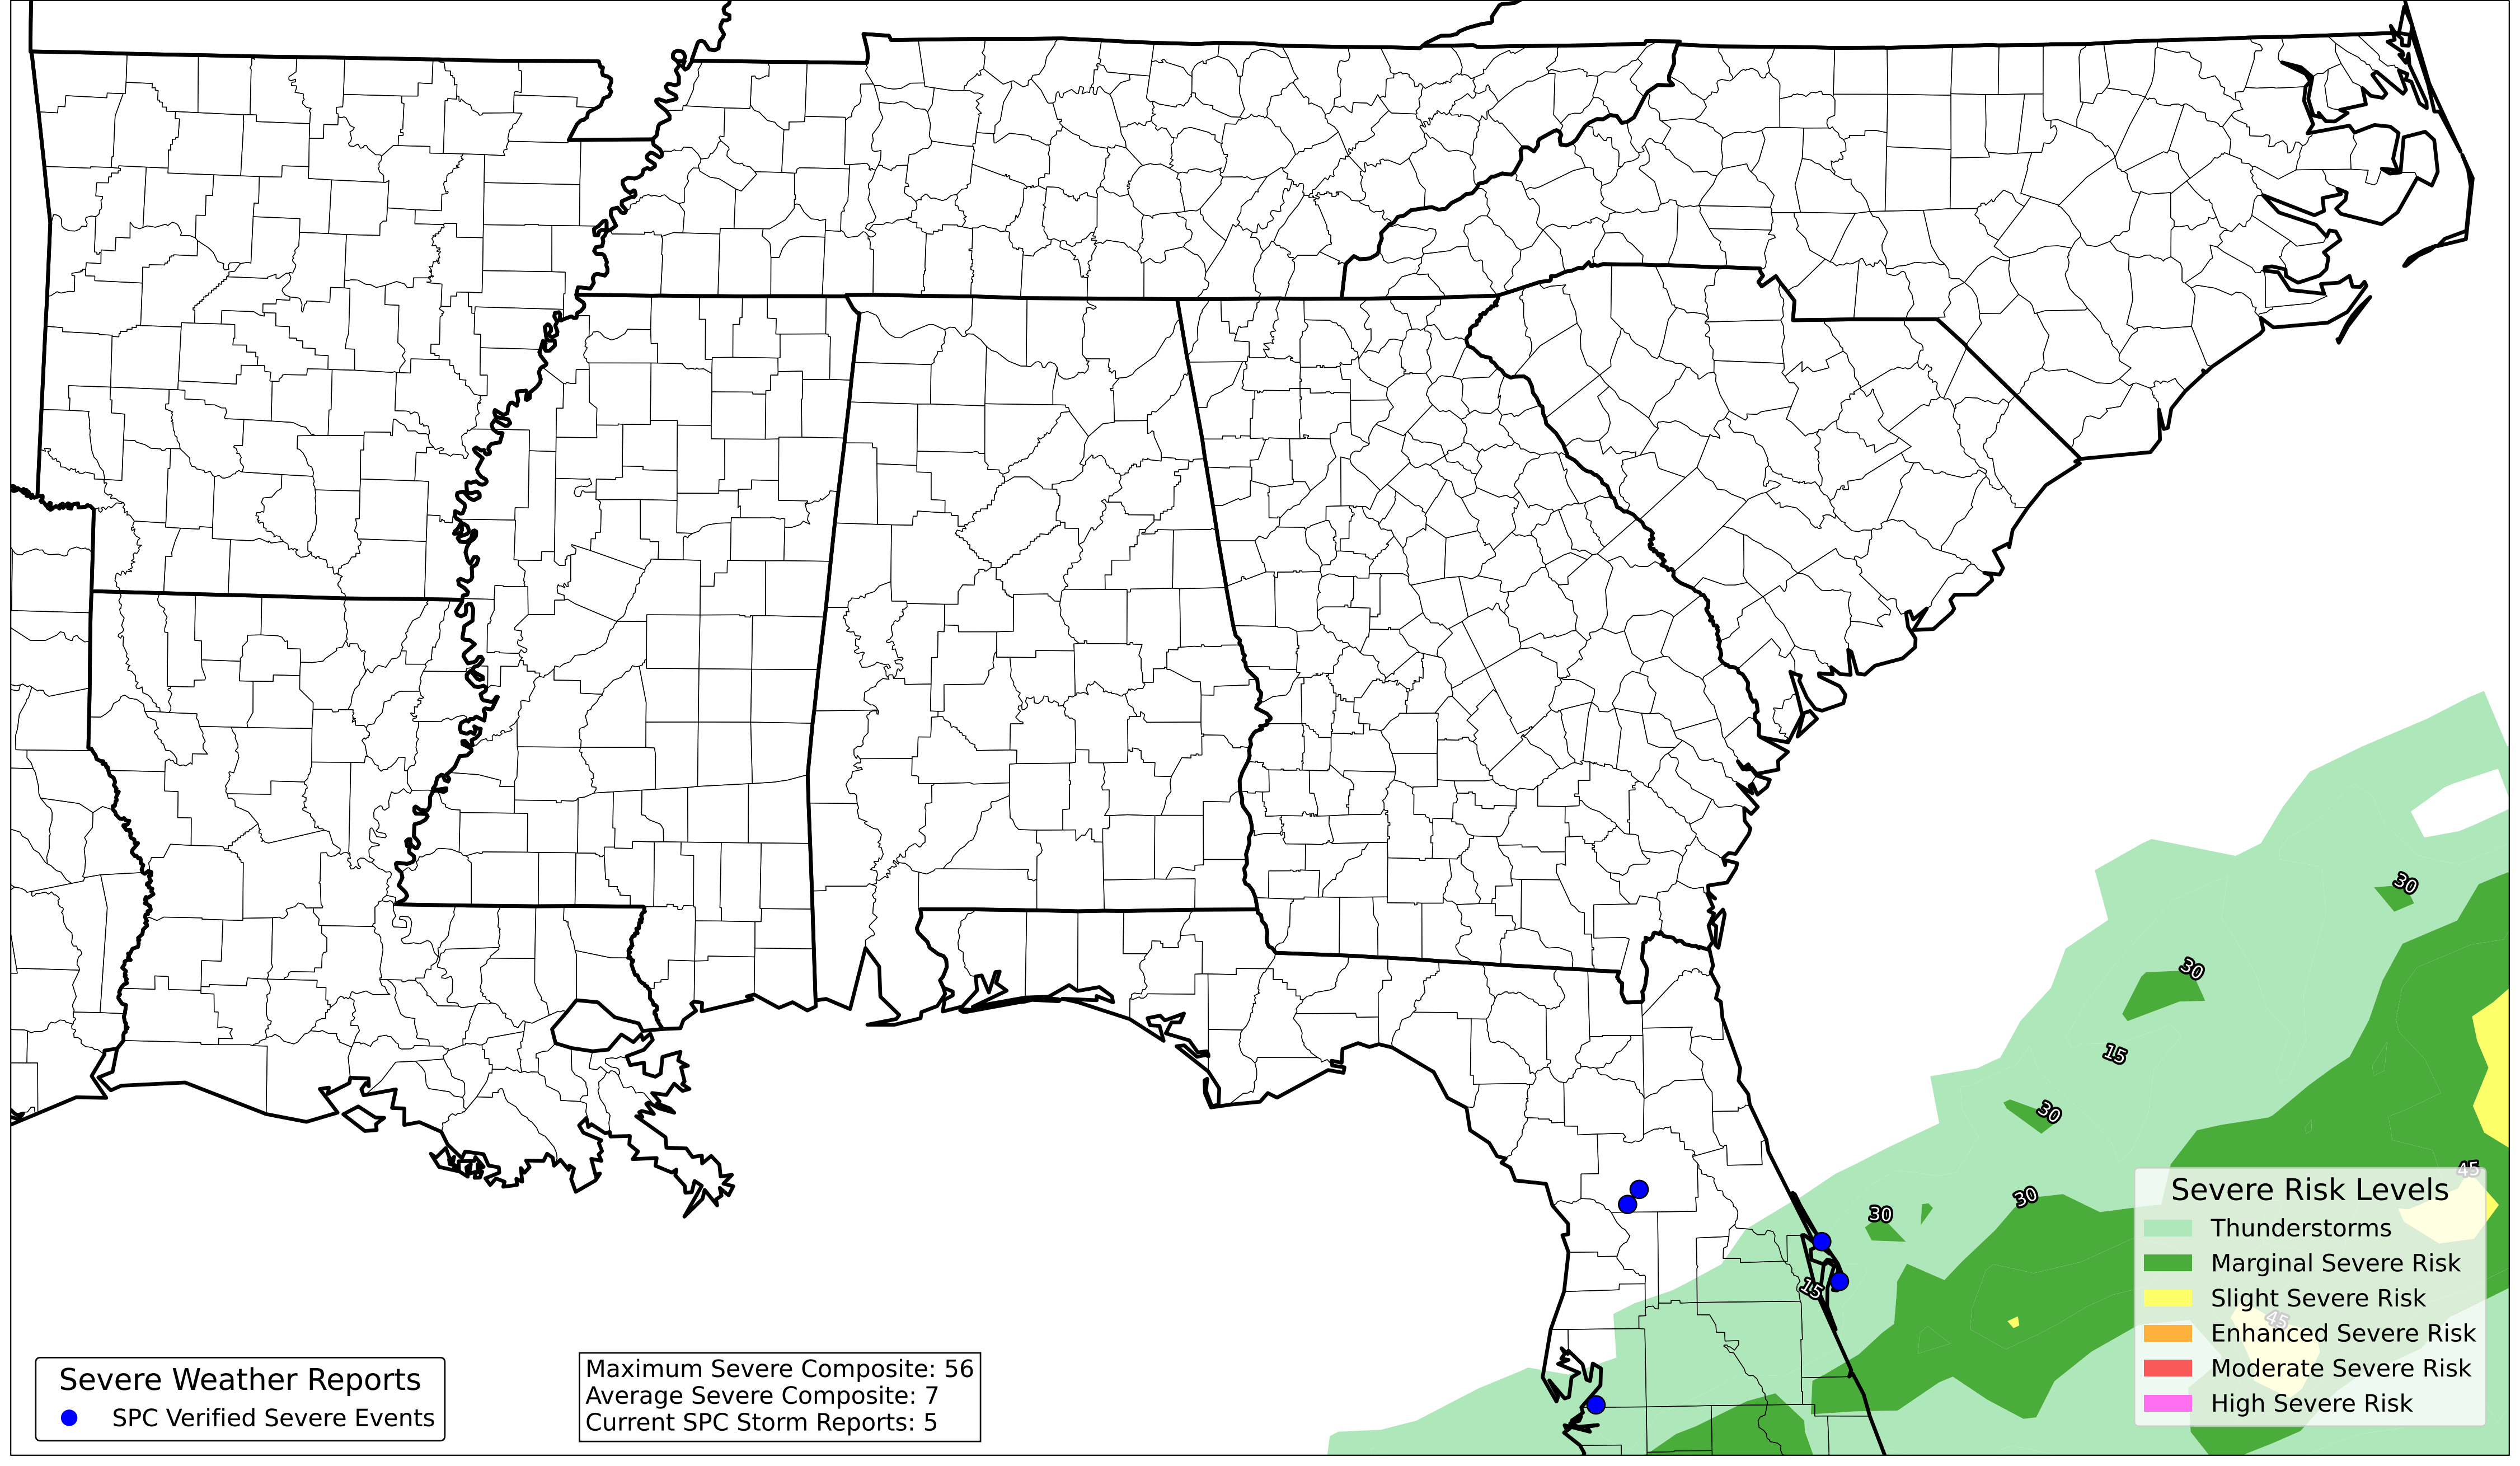 30
30
15
30
30
30
45
15
45
Severe Risk Levels
Thunderstorms
Marginal Severe Risk
Slight Severe Risk
Enhanced Severe Risk
Moderate Severe Risk
High Severe Risk
Severe Weather Reports
SPC Verified Severe Events
Maximum Severe Composite: 56
Average Severe Composite: 7
Current SPC Storm Reports: 5